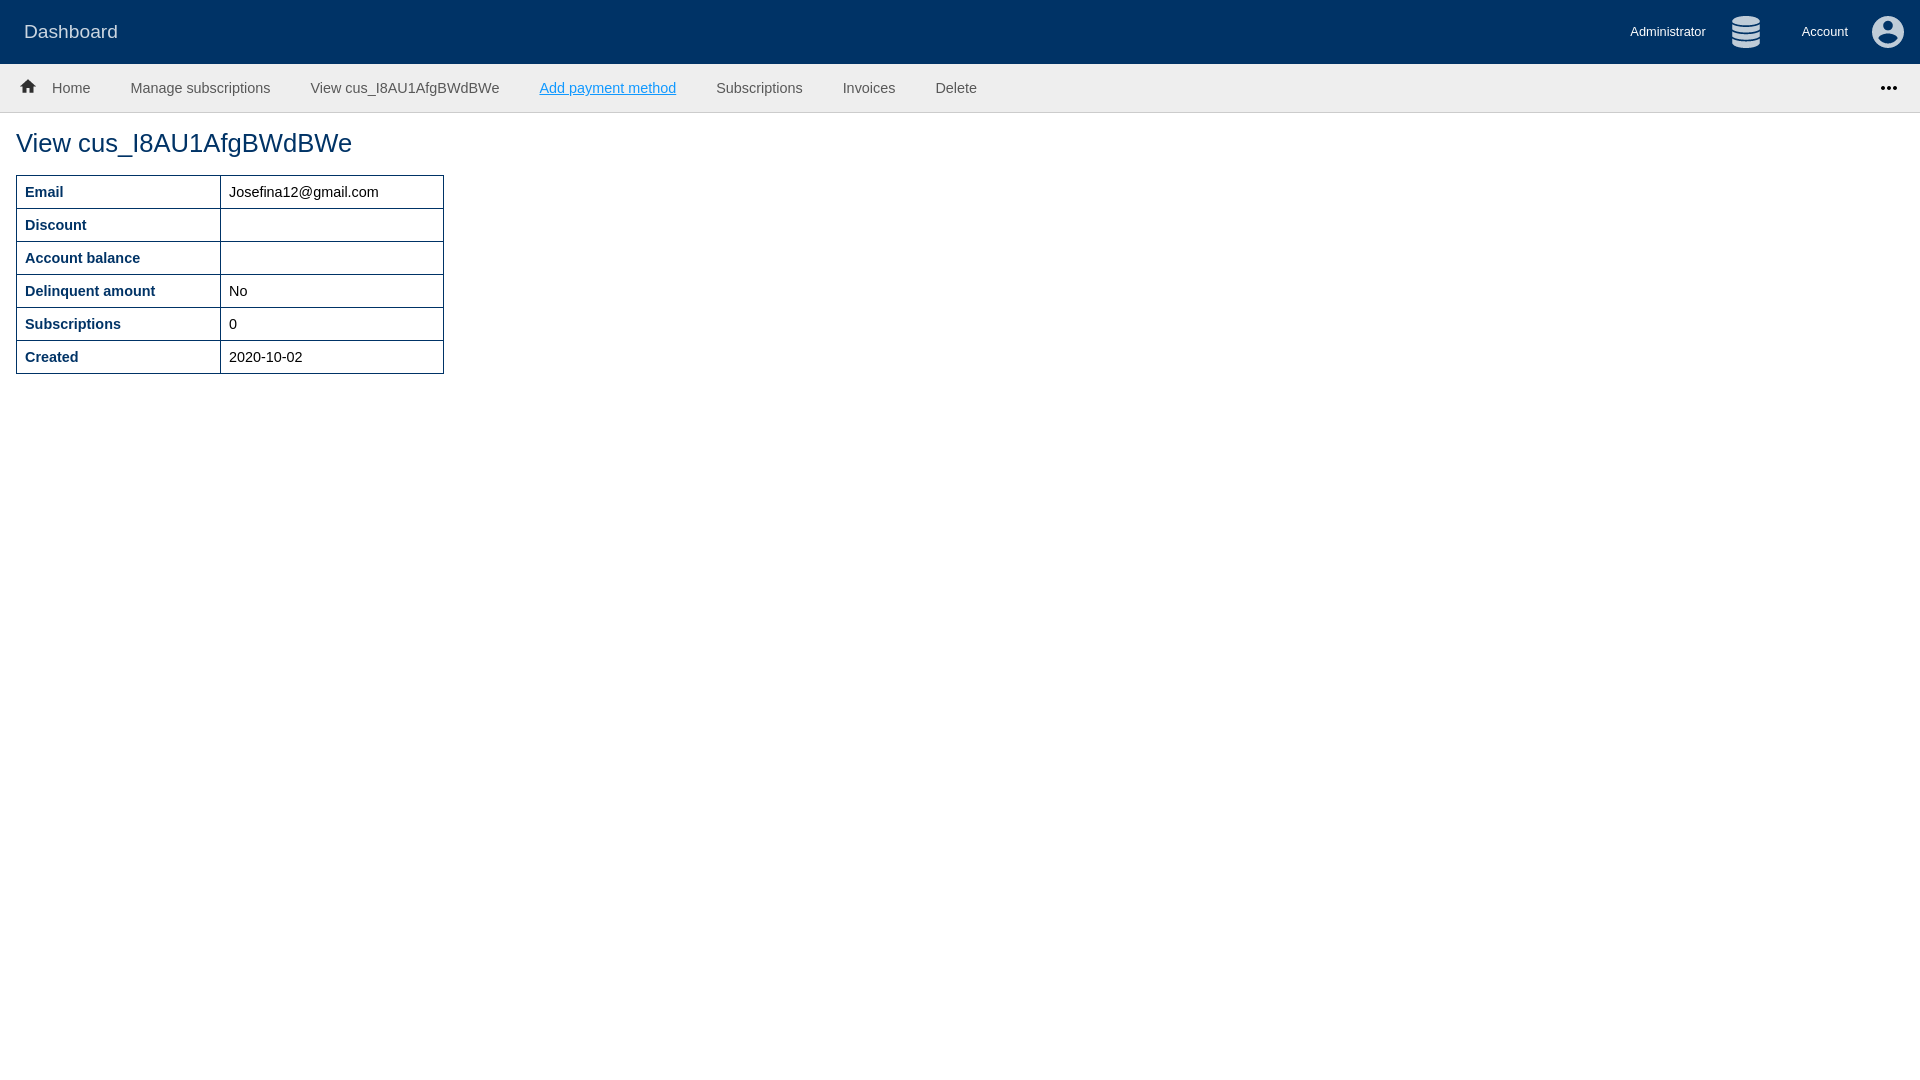 Dashboard
Administrator
Account
Home
Manage subscriptions
View cus_I8AU1AfgBWdBWe
Add payment method
Subscriptions
Invoices
Delete
View cus_I8AU1AfgBWdBWe
Email Josefina12@gmail.com
Discount
Account balance
Delinquent amount No
Subscriptions 0
Created 2020-10-02